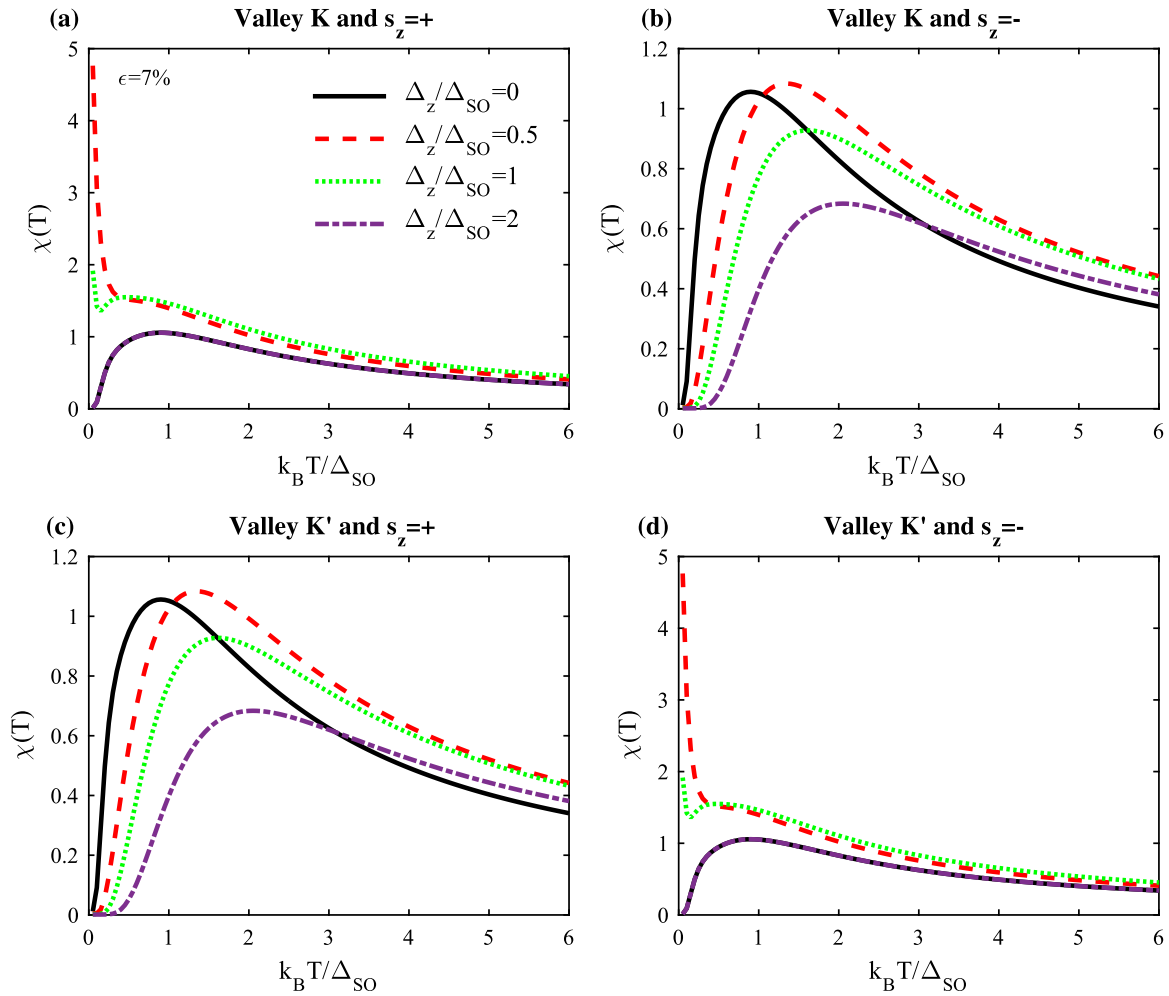 (a) Valley K and s_z=+
5
4
3
2
1
0
0 1 2 3 4 5 6
χ(T)
k_B T/Δ_SO
ϵ=7%
Δ_z/Δ_SO=0
Δ_z/Δ_SO=0.5
Δ_z/Δ_SO=1
Δ_z/Δ_SO=2
(b) Valley K and s_z=-
1.2
1
0.8
0.6
0.4
0.2
0
0 1 2 3 4 5 6
χ(T)
k_B T/Δ_SO
(c) Valley K' and s_z=+
1.2
1
0.8
0.6
0.4
0.2
0
0 1 2 3 4 5 6
χ(T)
k_B T/Δ_SO
(d) Valley K' and s_z=-
5
4
3
2
1
0
0 1 2 3 4 5 6
χ(T)
k_B T/Δ_SO